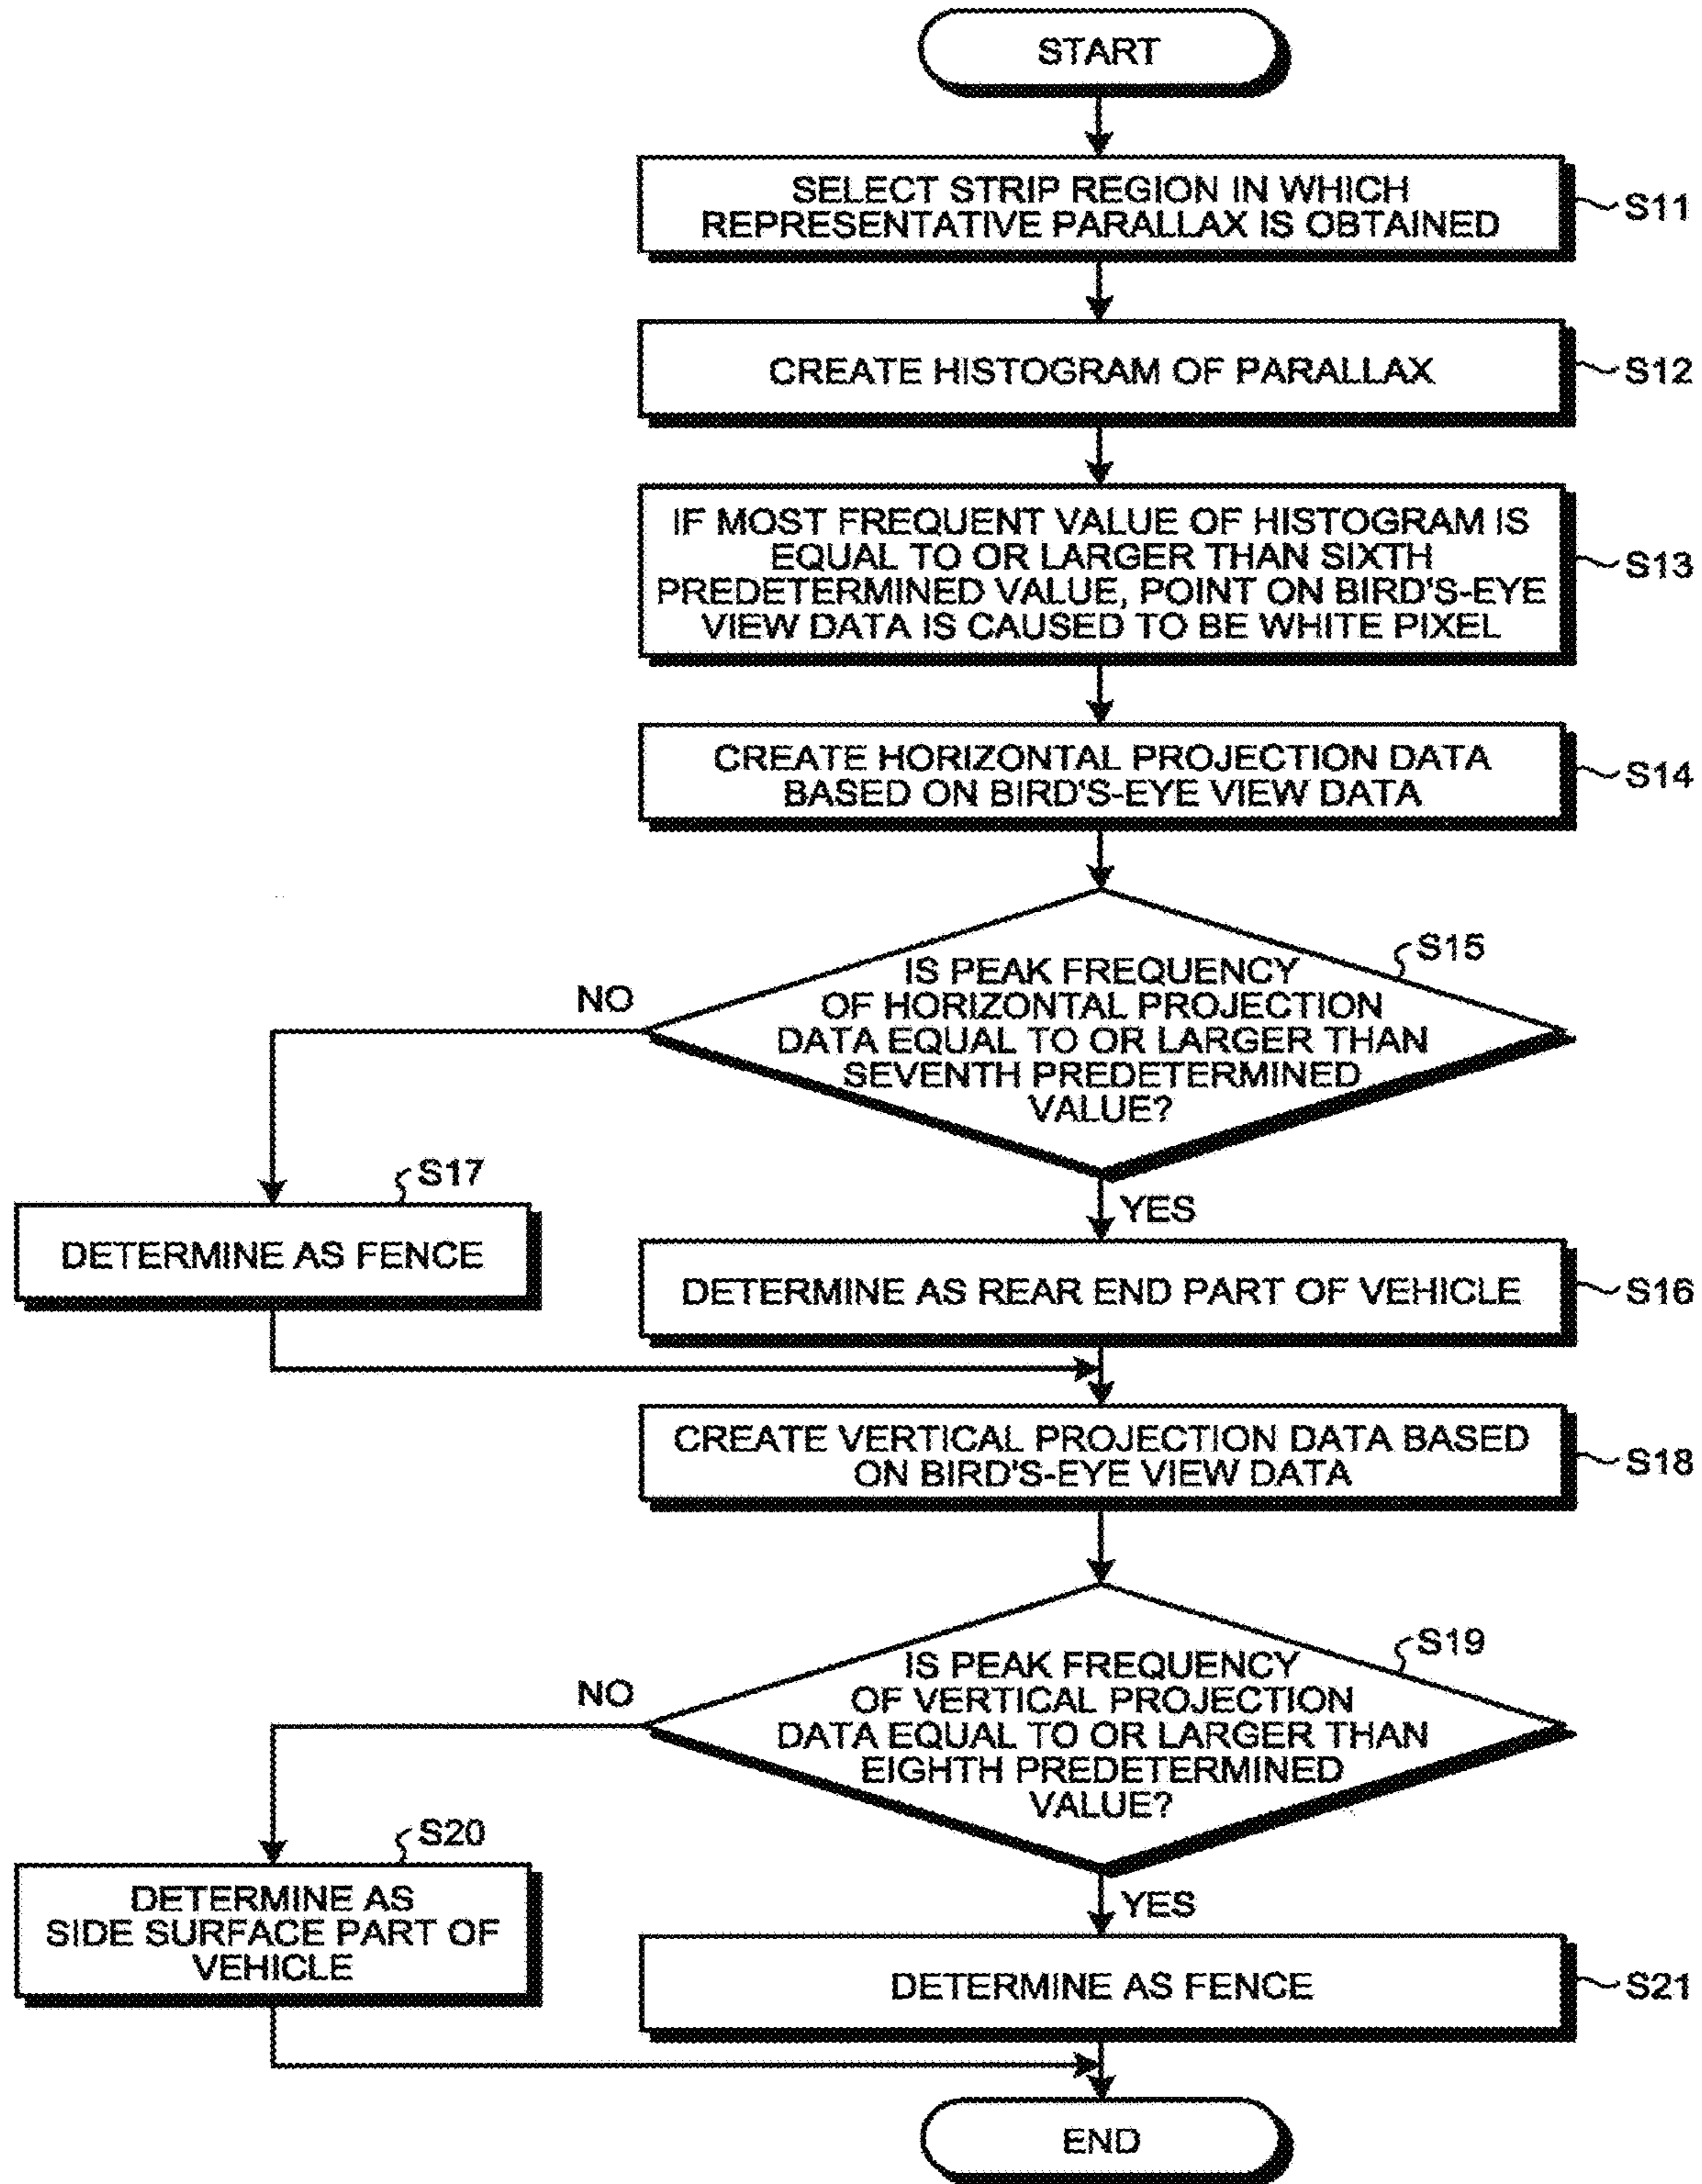 START
SELECT STRIP REGION IN WHICH
REPRESENTATIVE PARALLAX IS OBTAINED
S11
CREATE HISTOGRAM OF PARALLAX
S12
IF MOST FREQUENT VALUE OF HISTOGRAM IS
EQUAL TO OR LARGER THAN SIXTH
PREDETERMINED VALUE, POINT ON BIRD'S-EYE
VIEW DATA IS CAUSED TO BE WHITE PIXEL
S13
CREATE HORIZONTAL PROJECTION DATA
BASED ON BIRD'S-EYE VIEW DATA
S14
S15
IS PEAK FREQUENCY
OF HORIZONTAL PROJECTION
DATA EQUAL TO OR LARGER THAN
SEVENTH PREDETERMINED
VALUE?
NO
YES
S17
DETERMINE AS FENCE
DETERMINE AS REAR END PART OF VEHICLE
S16
CREATE VERTICAL PROJECTION DATA BASED
ON BIRD'S-EYE VIEW DATA
S18
S19
IS PEAK FREQUENCY
OF VERTICAL PROJECTION
DATA EQUAL TO OR LARGER THAN
EIGHTH PREDETERMINED
VALUE?
NO
YES
S20
DETERMINE AS
SIDE SURFACE PART OF
VEHICLE
DETERMINE AS FENCE
S21
END